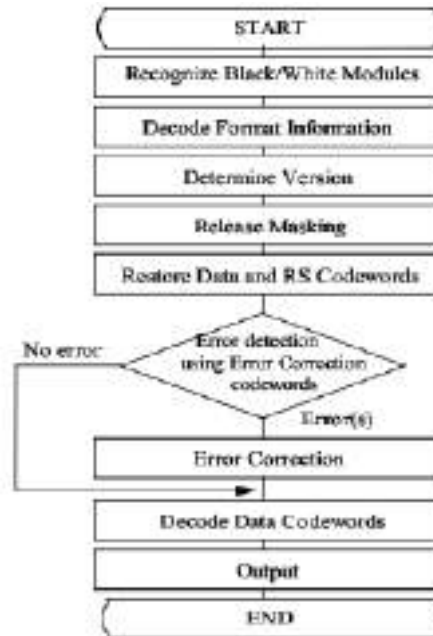 START
Recognize Black/White Modules
Decode Format Information
Determine Version
Release Masking
Restore Data and RS Codewords
Error detection
using Error Correction
codewords
No error
Error(s)
Error Correction
Decode Data Codewords
Output
END